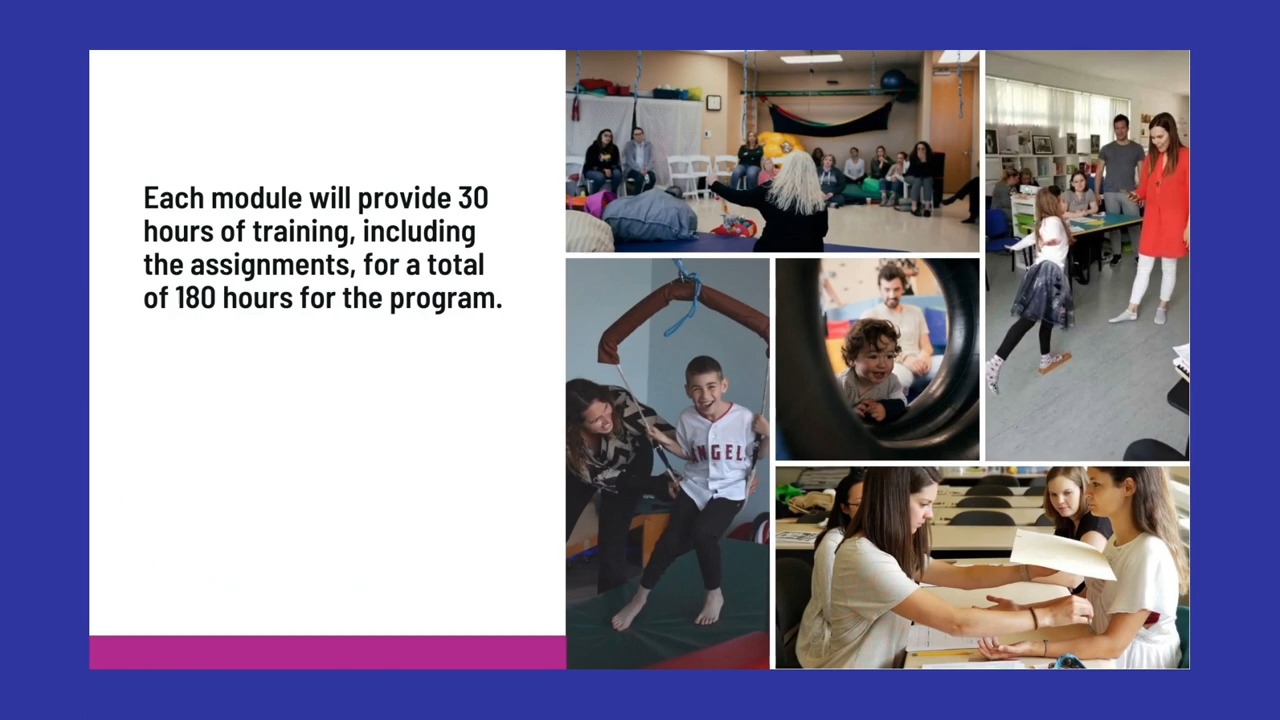 Each module will provide 30
hours of training, including
the assignments, for a total
of 180 hours for the program.
NGEL